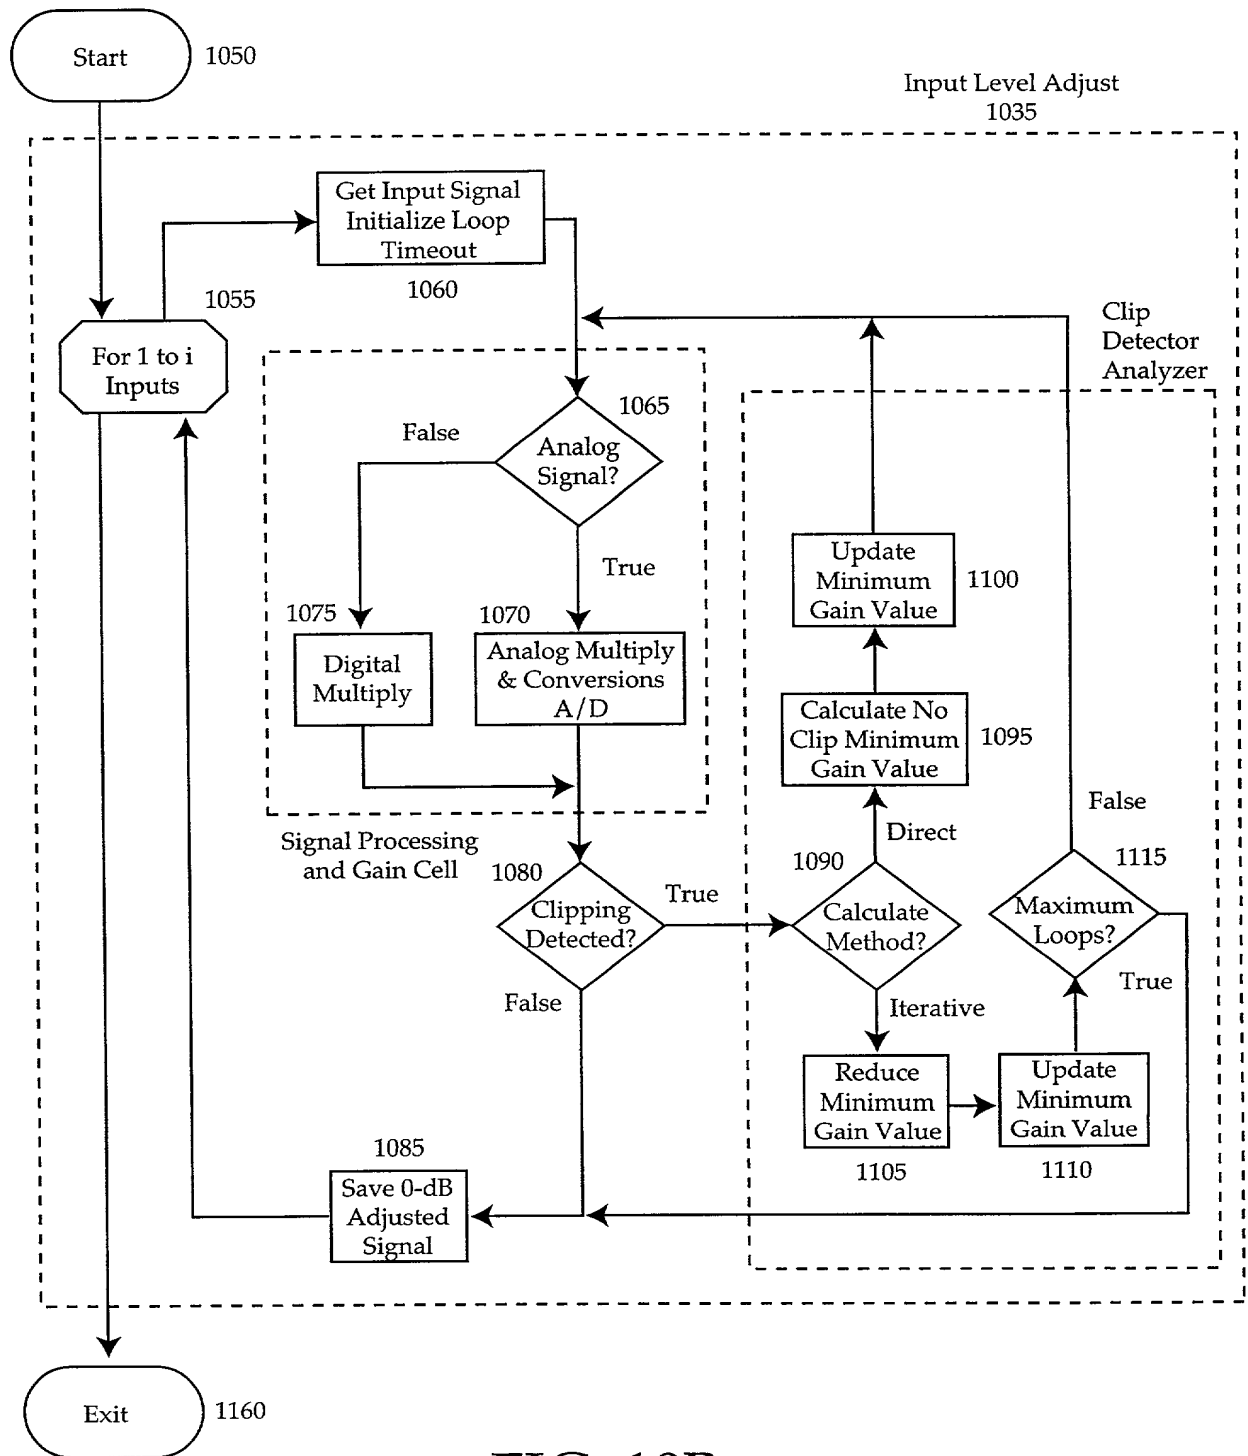 Start
1050
Input Level Adjust
1035
Get Input Signal
Initialize Loop
Timeout
1060
1055
For 1 to i
Inputs
Clip
Detector
Analyzer
1065
False
Analog
Signal?
True
1075
1070
Digital
Multiply
Analog Multiply
& Conversions
A/D
Update
Minimum
Gain Value
1100
Calculate No
Clip Minimum
Gain Value
1095
Signal Processing
and Gain Cell
False
Direct
1080
Clipping
Detected?
True
1090
Calculate
Method?
1115
Maximum
Loops?
True
False
Iterative
Reduce
Minimum
Gain Value
1105
Update
Minimum
Gain Value
1110
1085
Save 0-dB
Adjusted
Signal
Exit
1160